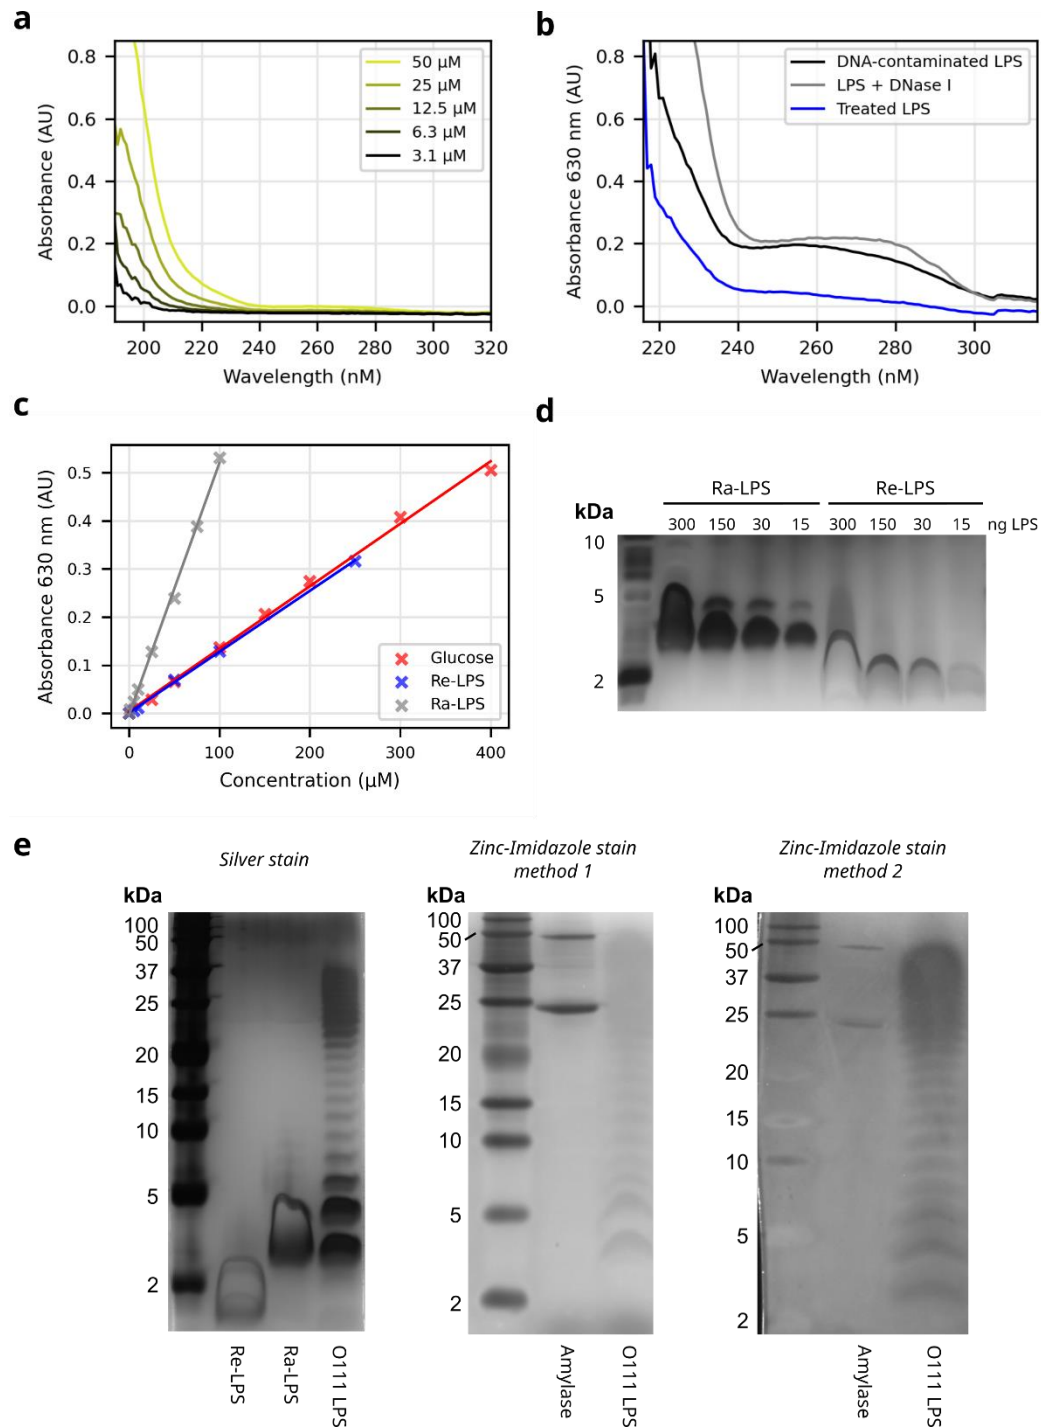 a
Absorbance (AU)
0.8
0.6
0.4
0.2
0.0
200 220 240 260 280 300 320
Wavelength (nM)
50 µM
25 µM
12.5 µM
6.3 µM
3.1 µM
b
Absorbance 630 nm (AU)
0.8
0.6
0.4
0.2
0.0
220 240 260 280 300
Wavelength (nM)
DNA-contaminated LPS
LPS + DNase I
Treated LPS
c
Absorbance 630 nm (AU)
0.5
0.4
0.3
0.2
0.1
0.0
0 100 200 300 400
Concentration (µM)
Glucose
Re-LPS
Ra-LPS
d
Ra-LPS Re-LPS
kDa 300 150 30 15 300 150 30 15 ng LPS
10
5
2
e
Silver stain
kDa
100
50
37
25
20
15
10
5
2
Re-LPS
Ra-LPS
O111 LPS
Zinc-Imidazole stain
method 1
kDa
100
50
37
25
20
15
10
5
2
Amylase
O111 LPS
Zinc-Imidazole stain
method 2
kDa
100
50
37
25
20
15
10
5
2
Amylase
O111 LPS